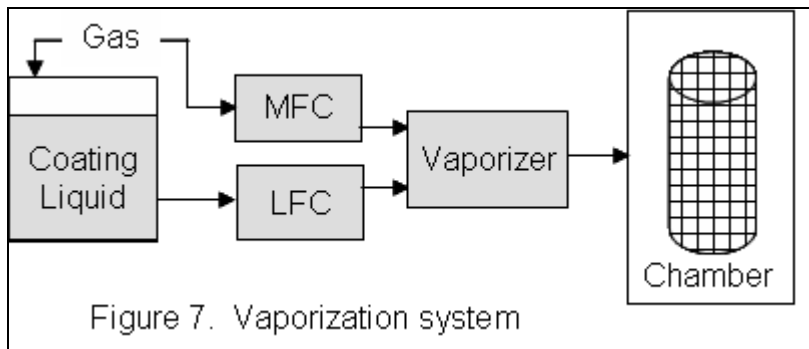 Gas
MFC
Coating
Liquid
LFC
Vaporizer
Chamber
Figure 7. Vaporization system